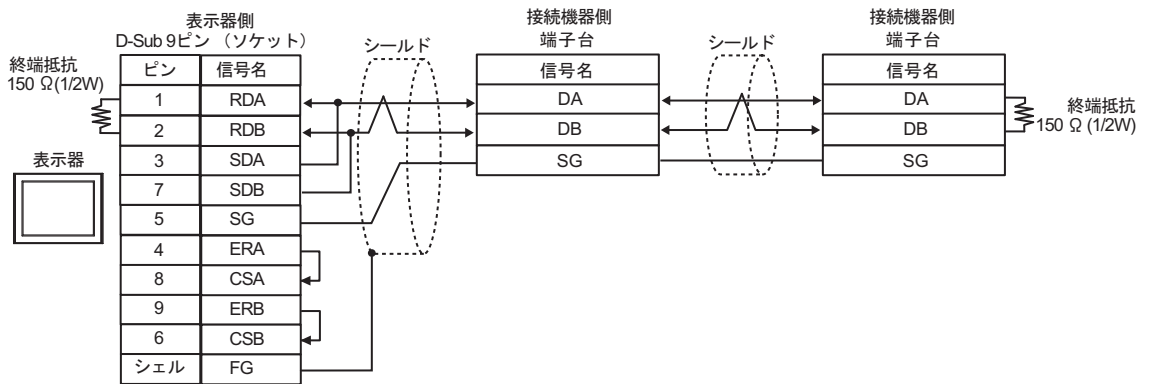 表示器側
D-Sub 9ピン （ソケット）
終端抵抗
150 Ω(1/2W)
ピン 信号名
1 RDA
2 RDB
3 SDA
7 SDB
5 SG
4 ERA
8 CSA
9 ERB
6 CSB
シェル FG
表示器
シールド
接続機器側
端子台
信号名
DA
DB
SG
シールド
接続機器側
端子台
信号名
DA
DB
SG
終端抵抗
150 Ω (1/2W)